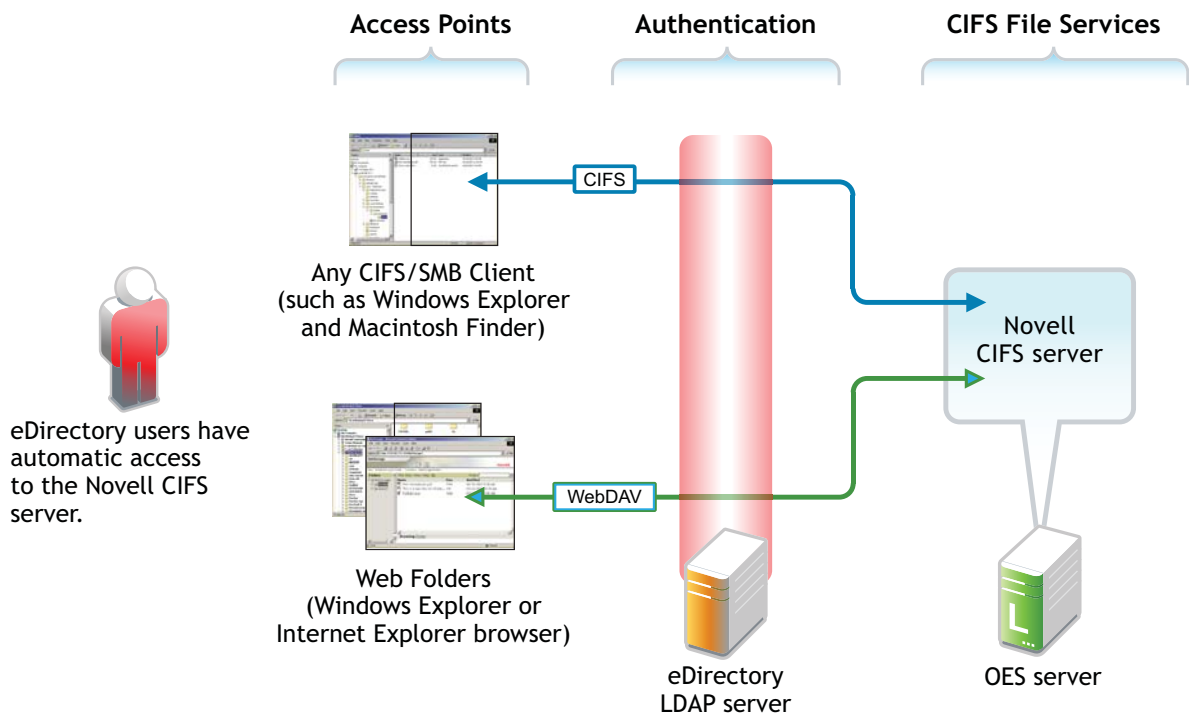 Access Points
Authentication
CIFS File Services
CIFS
Any CIFS/SMB Client
(such as Windows Explorer
and Macintosh Finder)
Novell
CIFS server
eDirectory users have
automatic access
to the Novell CIFS
server.
WebDAV
Web Folders
(Windows Explorer or
Internet Explorer browser)
eDirectory
LDAP server
L
OES server